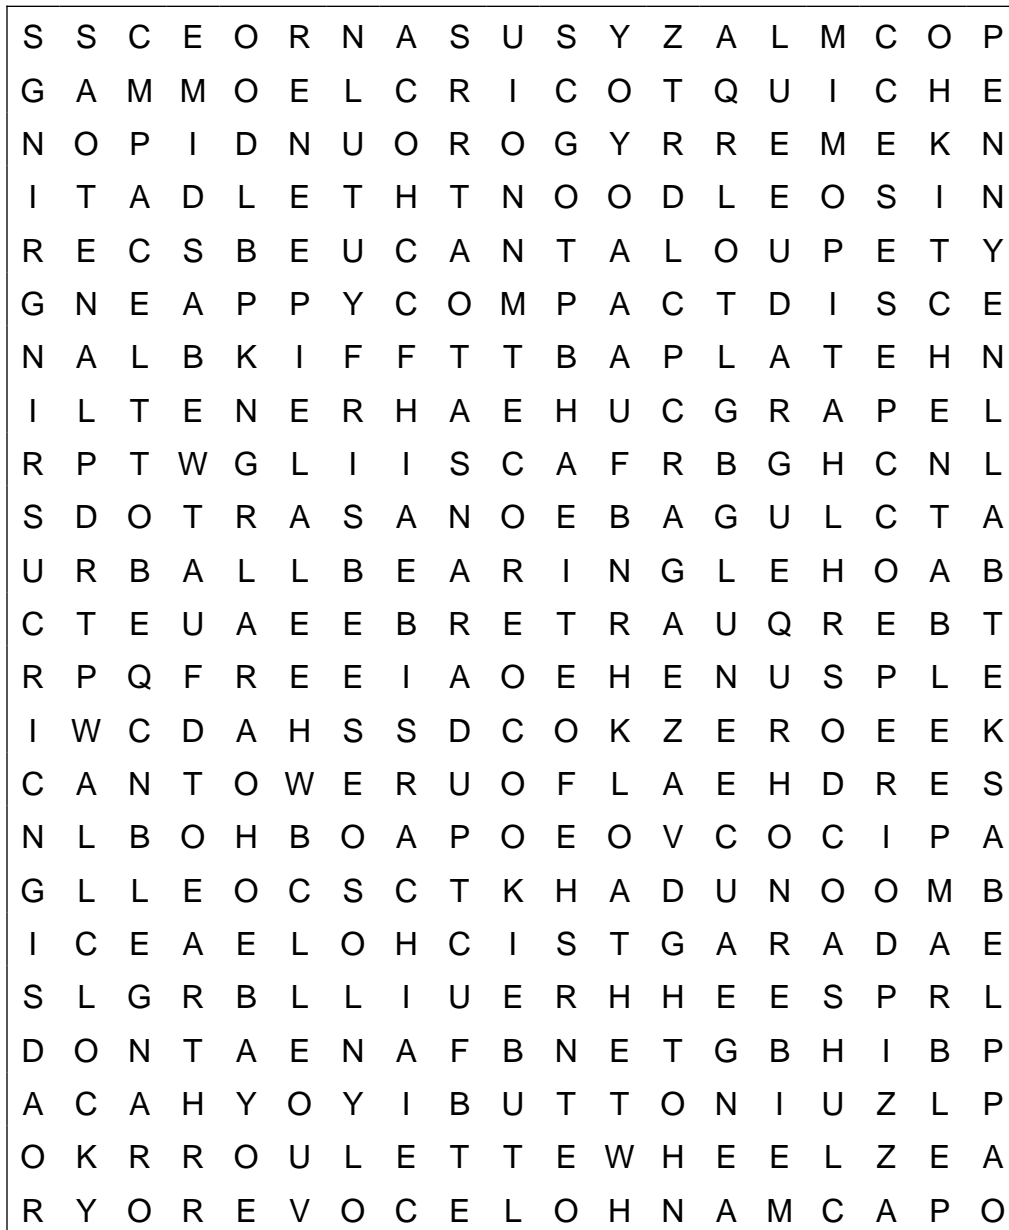 S S C E O R N A S U S Y Z A L M C O P
G A M M O E L C R I C O T Q U I C H E
N O P I D N U O R O G Y R R E M E K N
I T A D L E T H T N O O D L E O S I N
R E C S B E U C A N T A L O U P E T Y
G N E A P P Y C O M P A C T D I S C E
N A L B K I F F T T B A P L A T E H N
I L T E N E R H A E H U C G R A P E L
R P T W G L I I S C A F R B G H C N L
S D O T R A S A N O E B A G U L C T A
U R B A L L B E A R I N G L E H O A B
C T E U A E E B R E T R A U Q R E B T
R P Q F R E E I A O E H E N U S P L E
I W C D A H S S D C O K Z E R O E E K
C A N T O W E R U O F L A E H D R E S
N L B O H B O A P O E O V C O C I P A
G L L E O C S C T K H A D U N O O M B
I C E A E L O H C I S T G A R A D A E
S L G R B L L I U E R H H E E S P R L
D O N T A E N A F B N E T G B H I B P
A C A H Y O Y I B U T T O N I U Z L P
O K R R O U L E T T E W H E E L Z E A
R Y O R E V O C E L O H N A M C A P O